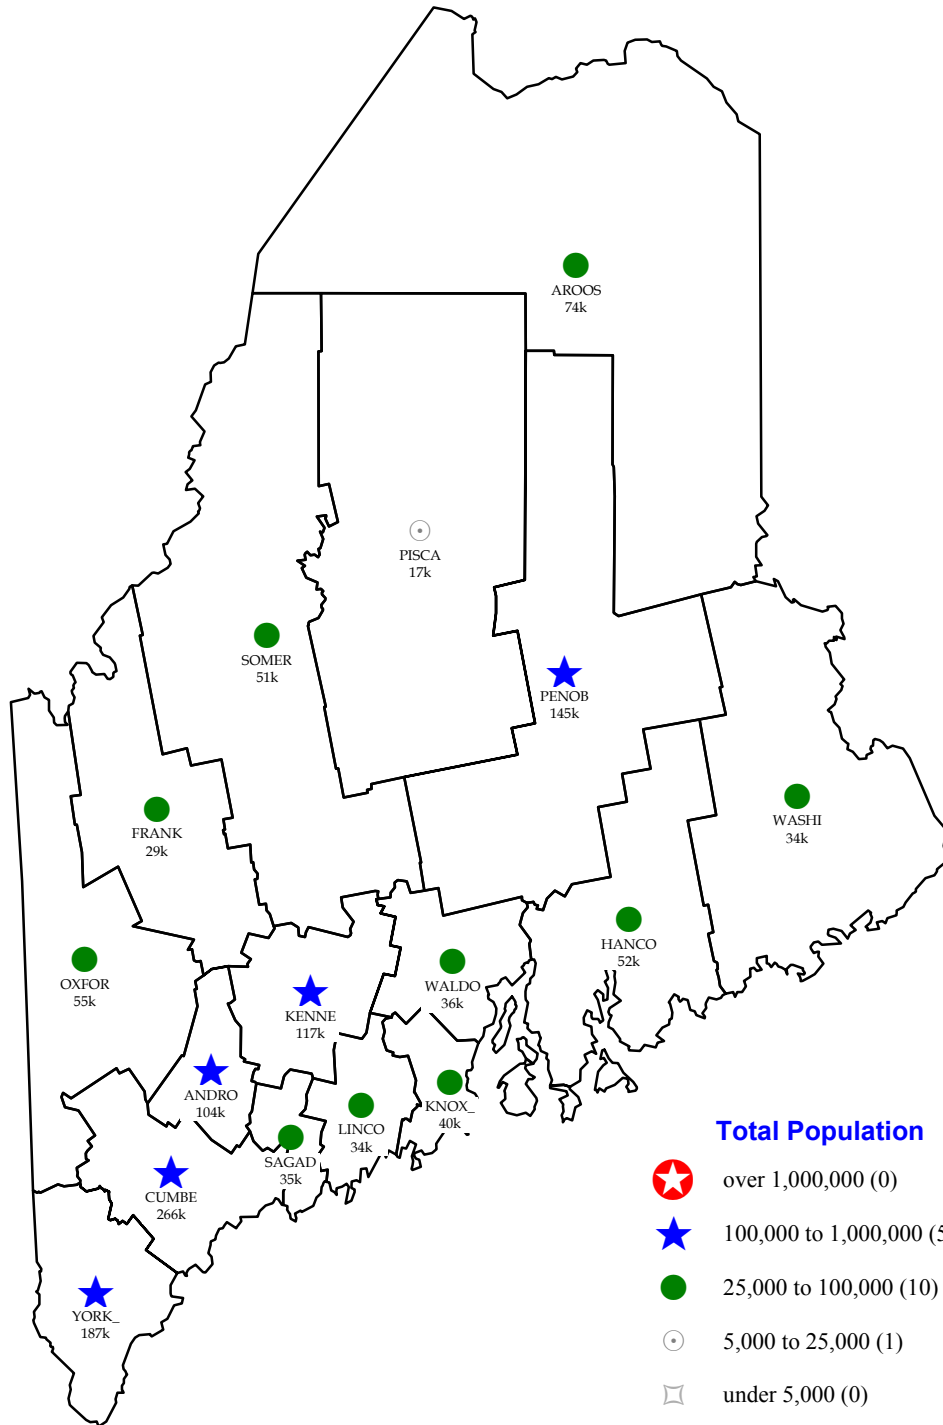 AROOS
74k
PISCA
17k
SOMER
51k
PENOB
145k
FRANK
29k
WASHI
34k
HANCO
52k
OXFOR
55k
WALDO
36k
KENNE
117k
ANDRO
104k
KNOX_
40k
LINCO
34k
SAGAD
35k
CUMBE
266k
YORK_
187k
Total Population
over 1,000,000 (0)
100,000 to 1,000,000 (5
25,000 to 100,000 (10)
5,000 to 25,000 (1)
under 5,000 (0)